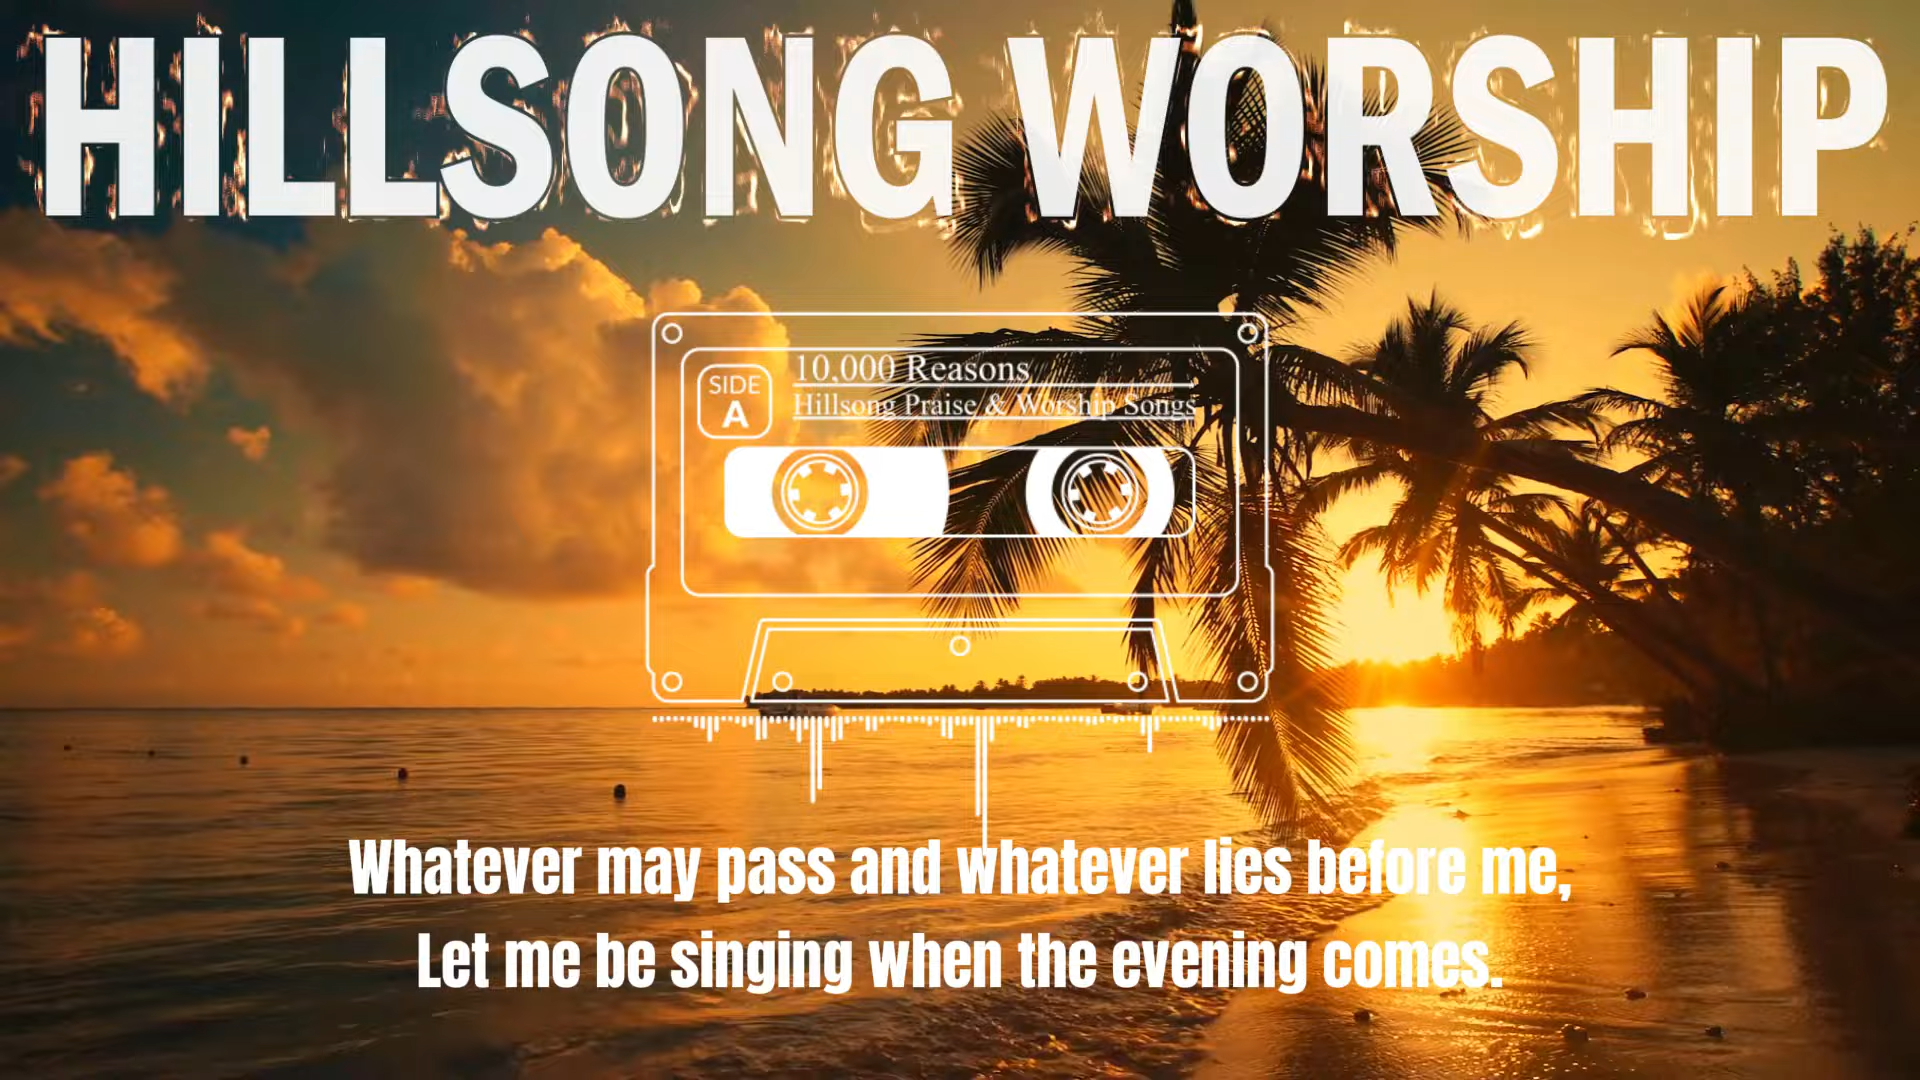 HILLSONG WORSHIP
SIDE
A
10,000 Reasons
Hillsong Praise & Worship Songs
Whatever may pass and whatever lies before me,
Let me be singing when the evening comes.